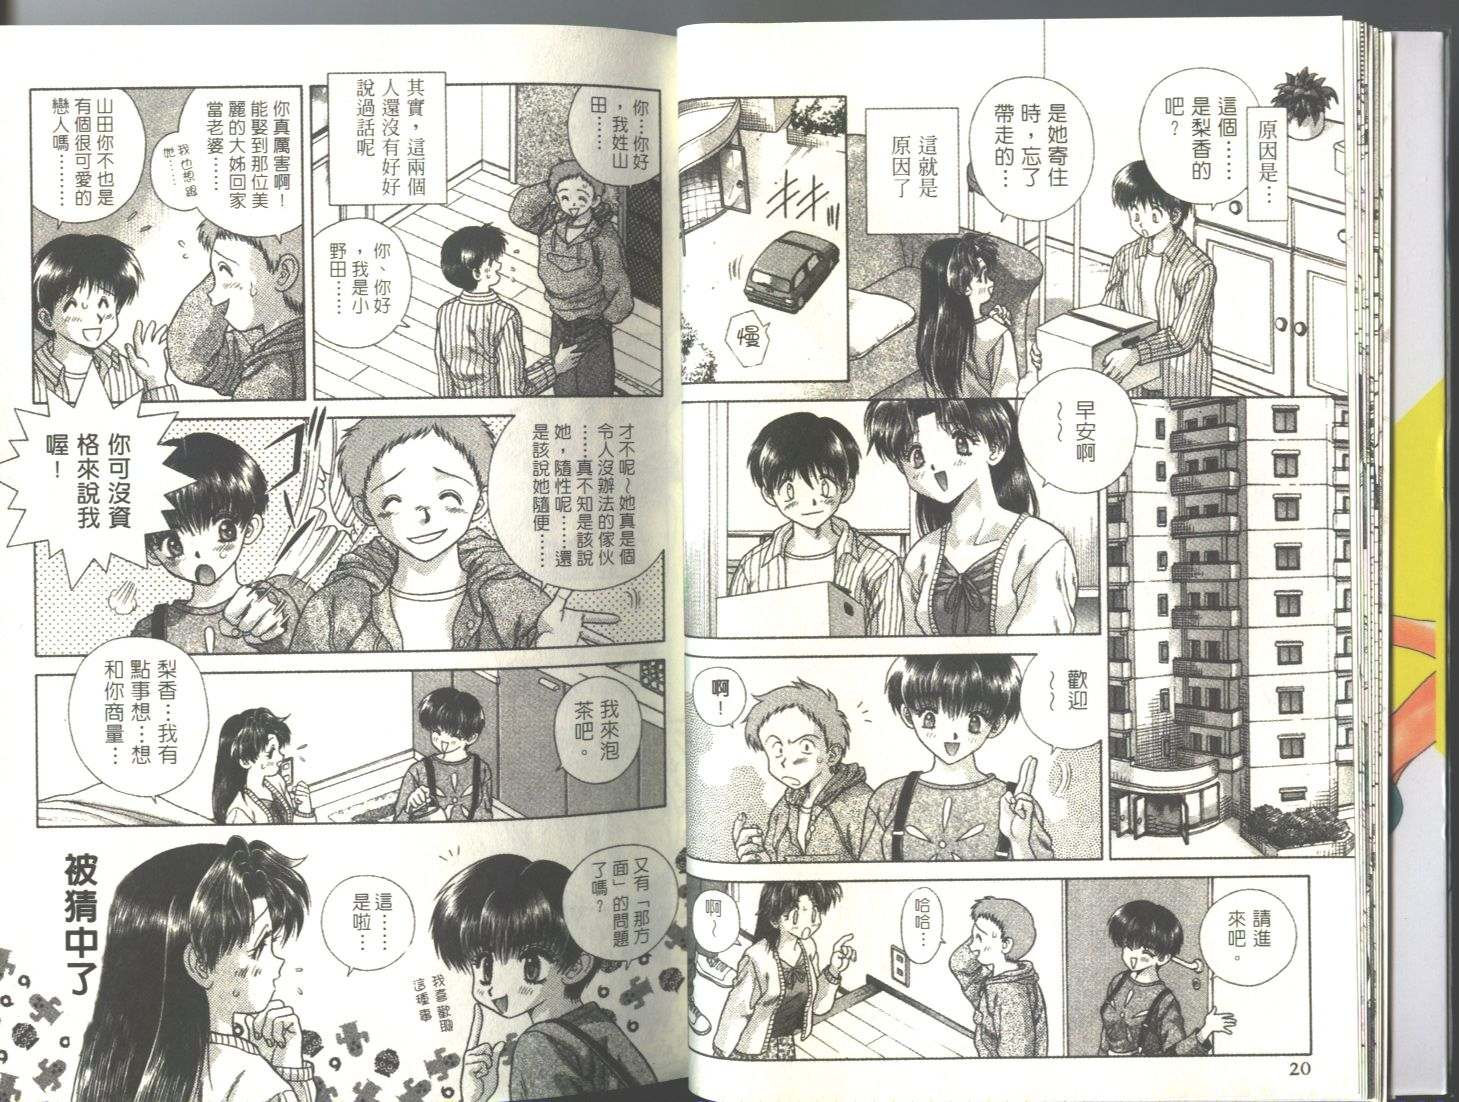 原因是…
這個……
是梨香的
吧？
是她寄住
時，忘了
帶走的…
這就是
原因了
慢
早安啊
～～
歡迎
～～
啊！
請進
來吧。
哈哈…
啊～
20
你…你好
，我姓山
田……
其實，這兩個
人還沒有好好
說過話呢
你、你好
，我是小
野田……
你真厲害啊！
能娶到那位美
麗的大姊回家
當老婆……
我也想跟
她……
山田你不也是
有個很可愛的
戀人嗎……
才不呢～她真是個
令人沒辦法的傢伙
……真不知是該說
她，隨性呢……還
是該說她隨便……
你可沒資
格來說我
喔！
我來泡
茶吧。
梨香…我有
點事想…想
和你商量…
又有「那方
面」的問題
了嗎？
我喜歡聊
這種事
這……
是啦…
被猜中了